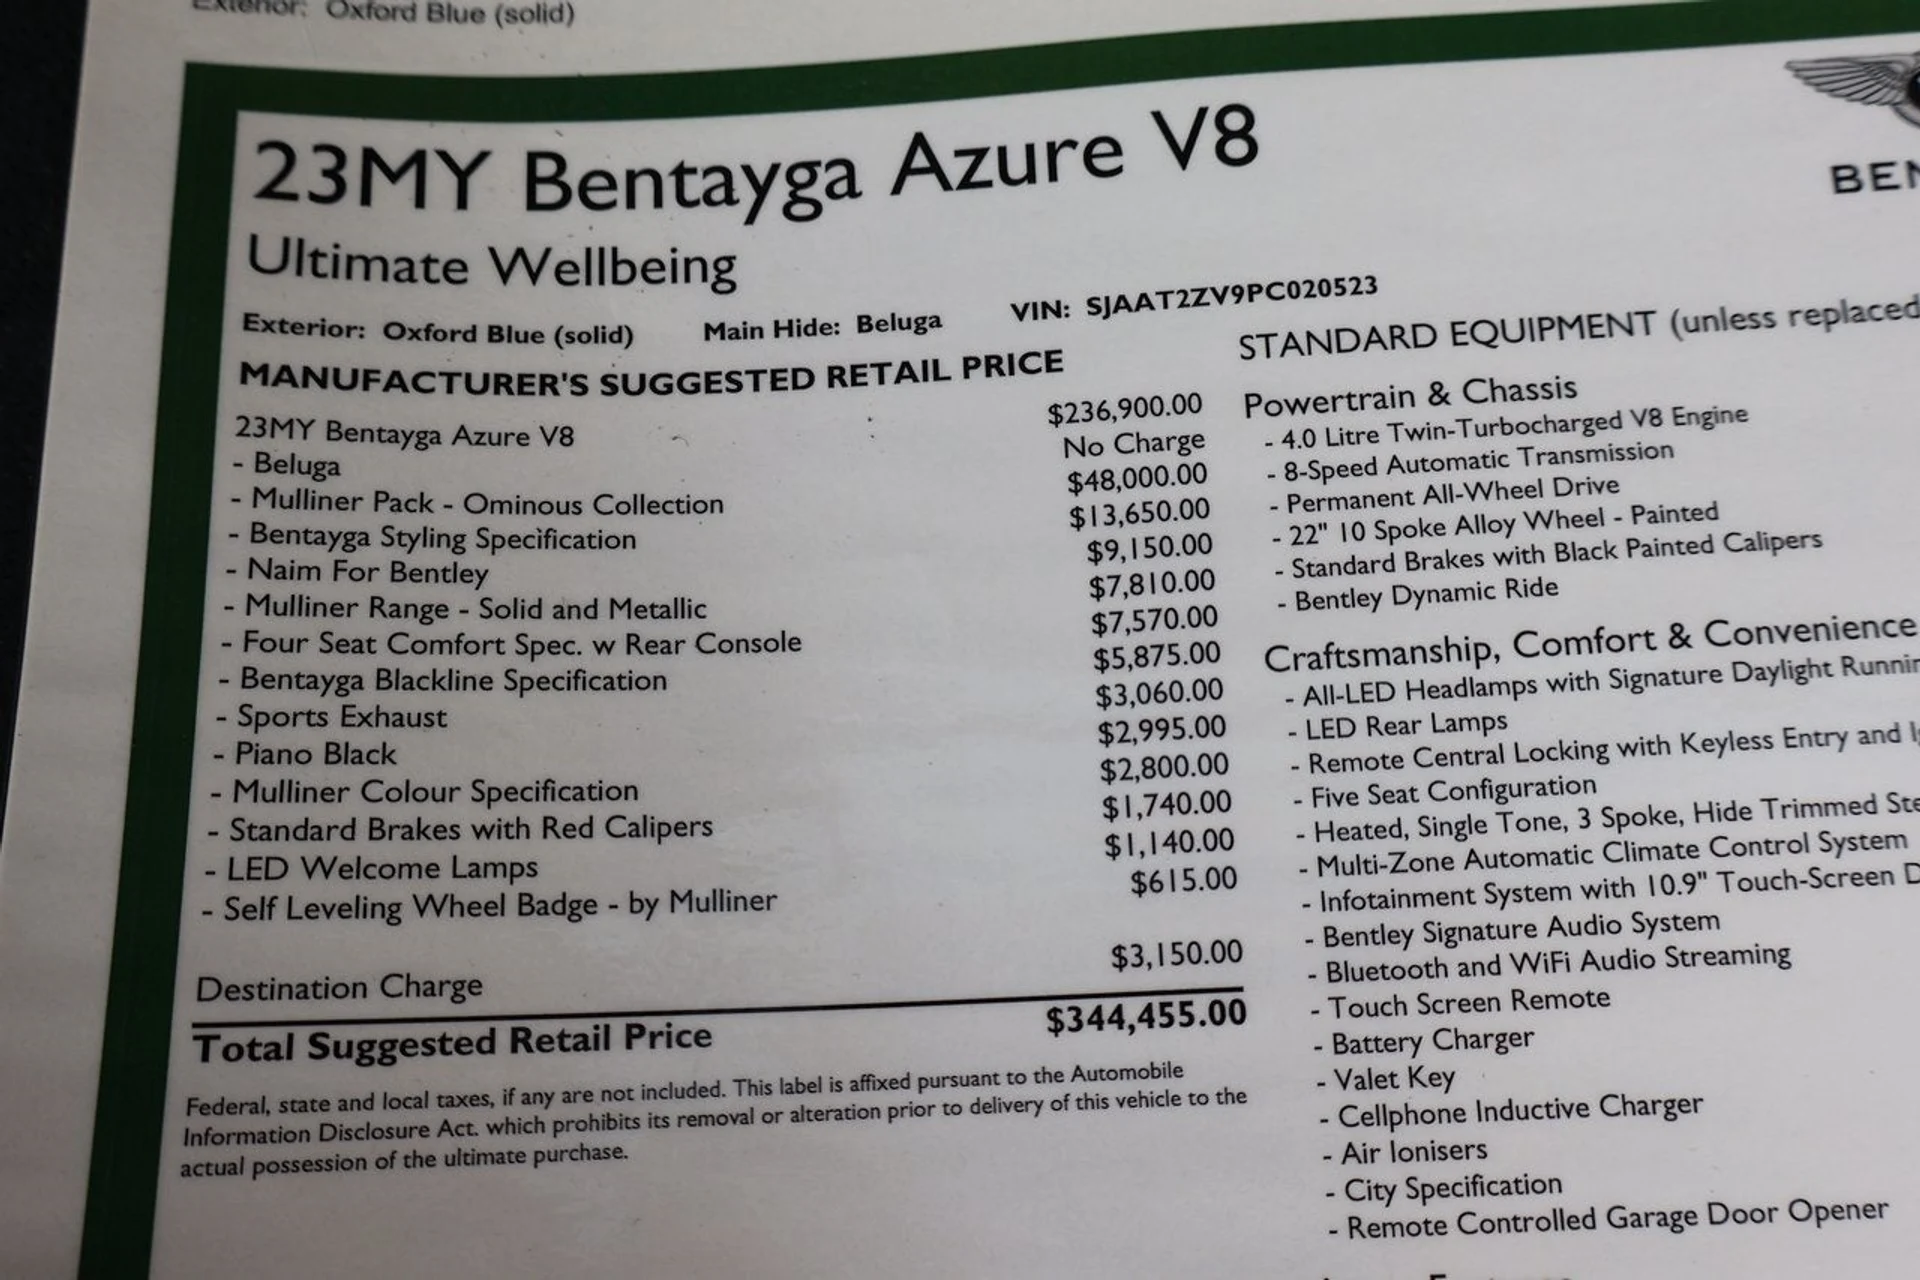 Exterior: Oxford Blue (solid)
23MY Bentayga Azure V8
Ultimate Wellbeing
Exterior: Oxford Blue (solid) Main Hide: Beluga VIN: SJAAT2ZV9PC020523
MANUFACTURER'S SUGGESTED RETAIL PRICE
23MY Bentayga Azure V8 $236,900.00
- Beluga No Charge
- Mulliner Pack - Ominous Collection $48,000.00
- Bentayga Styling Specification $13,650.00
- Naim For Bentley $9,150.00
- Mulliner Range - Solid and Metallic $7,810.00
- Four Seat Comfort Spec. w Rear Console $7,570.00
- Bentayga Blackline Specification $5,875.00
- Sports Exhaust $3,060.00
- Piano Black $2,995.00
- Mulliner Colour Specification $2,800.00
- Standard Brakes with Red Calipers $1,740.00
- LED Welcome Lamps $1,140.00
- Self Leveling Wheel Badge - by Mulliner $615.00
Destination Charge $3,150.00
Total Suggested Retail Price $344,455.00
Federal, state and local taxes, if any are not included. This label is affixed pursuant to the Automobile
Information Disclosure Act. which prohibits its removal or alteration prior to delivery of this vehicle to the
actual possession of the ultimate purchase.
BEN
STANDARD EQUIPMENT (unless replaced
Powertrain & Chassis
- 4.0 Litre Twin-Turbocharged V8 Engine
- 8-Speed Automatic Transmission
- Permanent All-Wheel Drive
- 22" 10 Spoke Alloy Wheel - Painted
- Standard Brakes with Black Painted Calipers
- Bentley Dynamic Ride
Craftsmanship, Comfort & Convenience
- All-LED Headlamps with Signature Daylight Runnin
- LED Rear Lamps
- Remote Central Locking with Keyless Entry and Ig
- Five Seat Configuration
- Heated, Single Tone, 3 Spoke, Hide Trimmed Ste
- Multi-Zone Automatic Climate Control System
- Infotainment System with 10.9" Touch-Screen D
- Bentley Signature Audio System
- Bluetooth and WiFi Audio Streaming
- Touch Screen Remote
- Battery Charger
- Valet Key
- Cellphone Inductive Charger
- Air Ionisers
- City Specification
- Remote Controlled Garage Door Opener